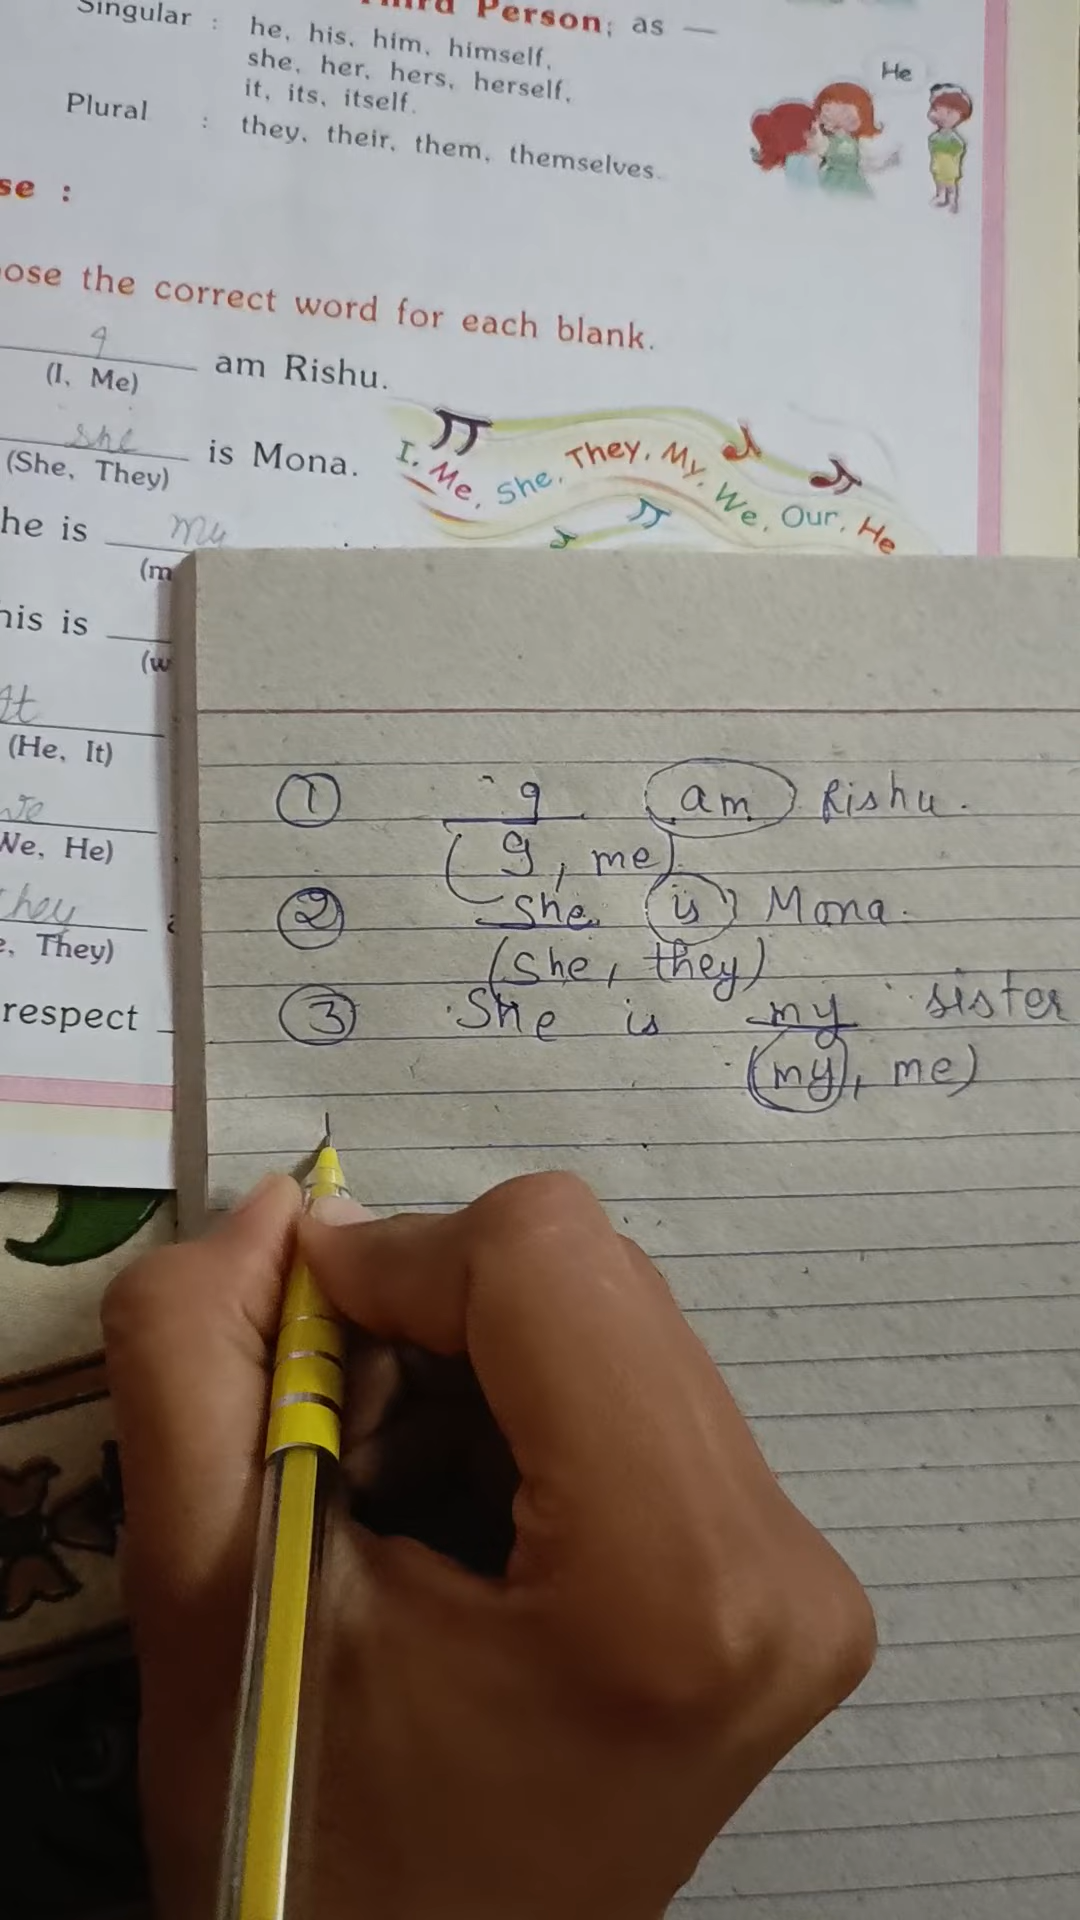 Third Person; as —
Singular : he, his, him, himself,
she, her, hers, herself,
it, its, itself.
Plural : they, their, them, themselves.
He
se :
ose the correct word for each blank.
I am Rishu.
(I, Me)
she is Mona.
(She, They)
I, Me, She, They, My, We, Our, He
he is my
(m
his is
(w
It
(He, It)
we
We, He)
They
e, They)
respect
① I am Rishu.
(I, me)
② She is Mona.
(She, they)
③ She is my sister
(my, me)